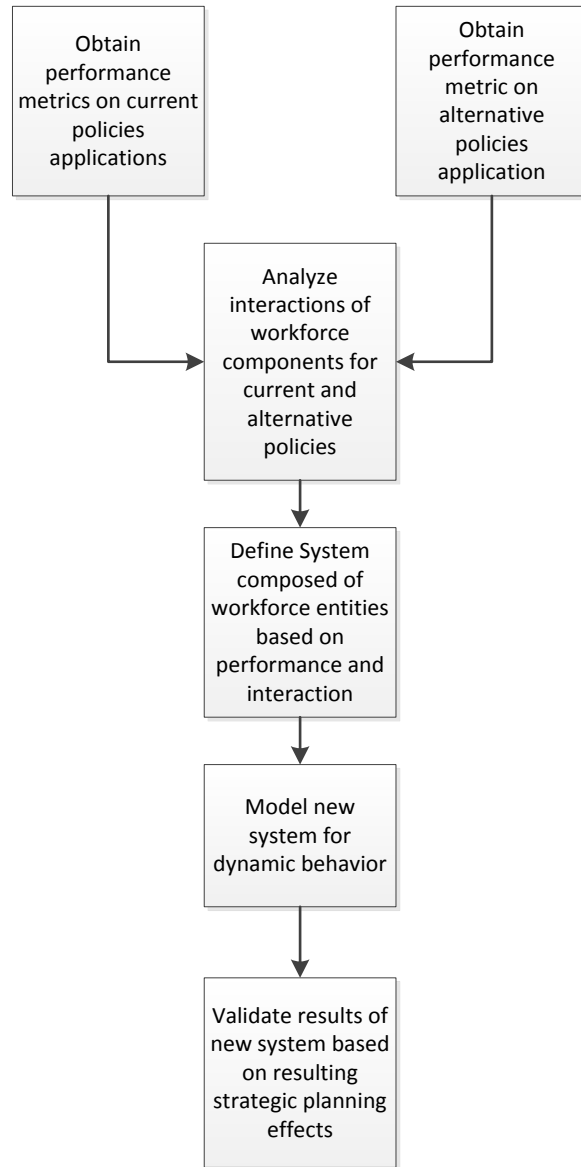 Obtain
performance
metrics on current
policies
applications
Obtain
performance
metric on
alternative
policies
application
Analyze
interactions of
workforce
components for
current and
alternative
policies
Define System
composed of
workforce entities
based on
performance and
interaction
Model new
system for
dynamic behavior
Validate results of
new system based
on resulting
strategic planning
effects